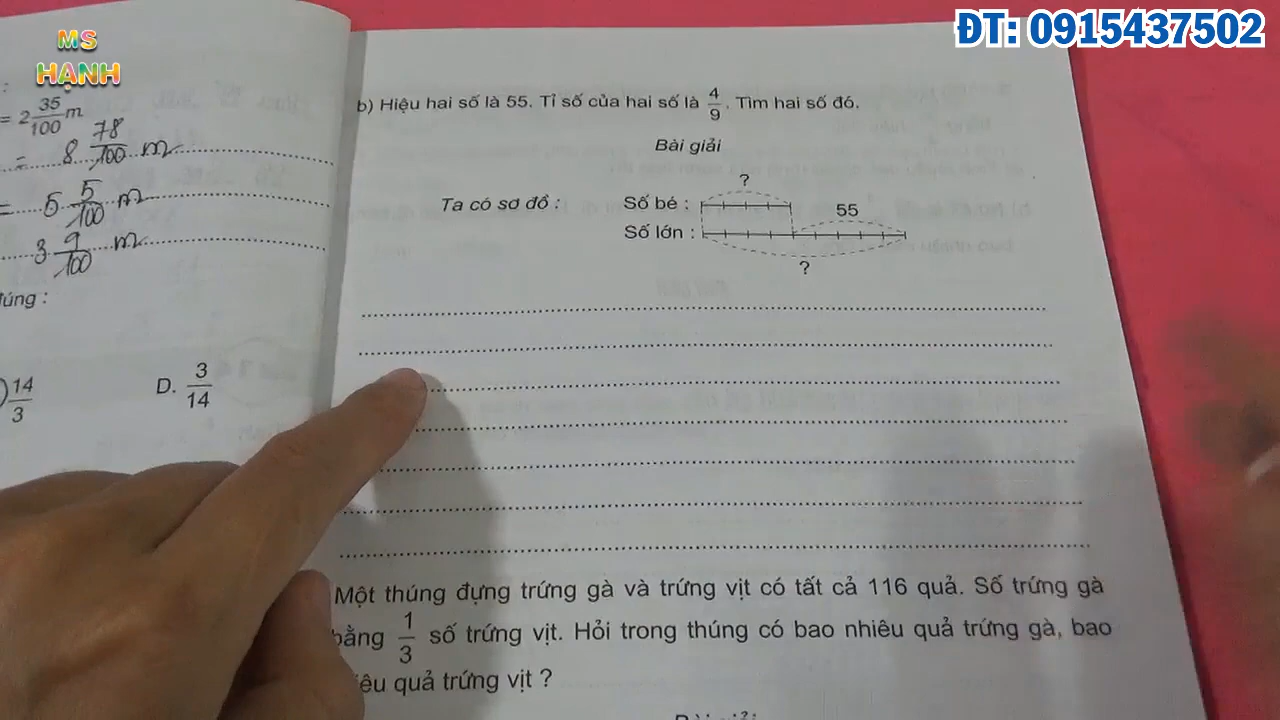 ĐT: 0915437502
MS
HẠNH
:
= 2 35/100 m
= 8 78/100 m
= 5 5/100 m
3 9/100 m
đúng :
14/3
D. 3/14
b) Hiệu hai số là 55. Tỉ số của hai số là 4/9. Tìm hai số đó.
Bài giải
?
Ta có sơ đồ : Số bé :
55
Số lớn :
?
Một thúng đựng trứng gà và trứng vịt có tất cả 116 quả. Số trứng gà
bằng 1/3 số trứng vịt. Hỏi trong thúng có bao nhiêu quả trứng gà, bao
iêu quả trứng vịt ?